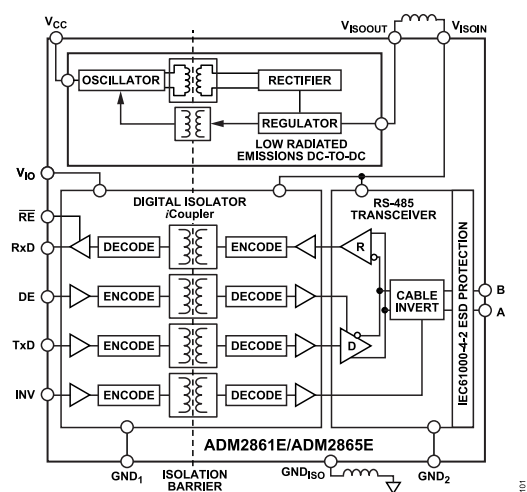 VCC
VISOOUT
VISOIN
OSCILLATOR
RECTIFIER
REGULATOR
LOW RADIATED
EMISSIONS DC-TO-DC
VIO
DIGITAL ISOLATOR
iCoupler
RS-485
TRANSCEIVER
RE
RxD
DECODE
ENCODE
R
DE
ENCODE
DECODE
CABLE
INVERT
B
A
IEC61000-4-2 ESD PROTECTION
TxD
ENCODE
DECODE
D
INV
ENCODE
DECODE
ADM2861E/ADM2865E
GND1
ISOLATION
BARRIER
GNDISO
GND2
101